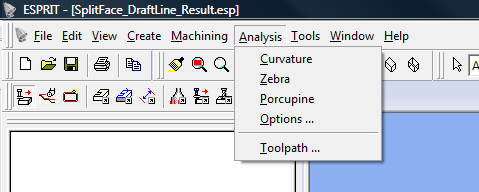 ESPRIT - [SplitFace_DraftLine_Result.esp]
File Edit View Create Machining Analysis Tools Window Help
Curvature
Zebra
Porcupine
Options ...
Toolpath ...
A